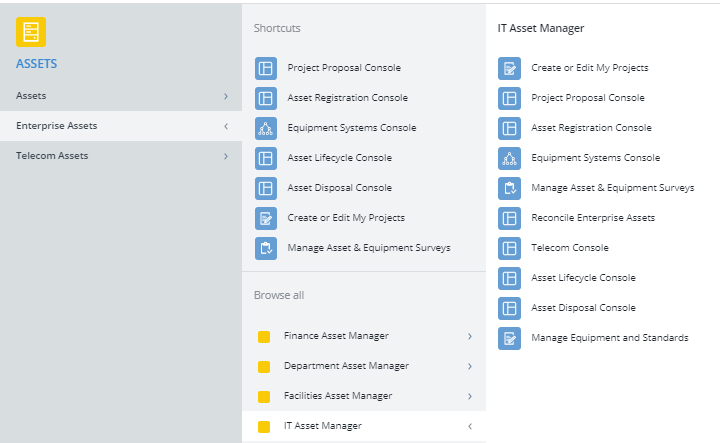 ASSETS
Assets
Enterprise Assets
Telecom Assets
Shortcuts
Project Proposal Console
Asset Registration Console
Equipment Systems Console
Asset Lifecycle Console
Asset Disposal Console
Create or Edit My Projects
Manage Asset & Equipment Surveys
Browse all
Finance Asset Manager
Department Asset Manager
Facilities Asset Manager
IT Asset Manager
IT Asset Manager
Create or Edit My Projects
Project Proposal Console
Asset Registration Console
Equipment Systems Console
Manage Asset & Equipment Surveys
Reconcile Enterprise Assets
Telecom Console
Asset Lifecycle Console
Asset Disposal Console
Manage Equipment and Standards